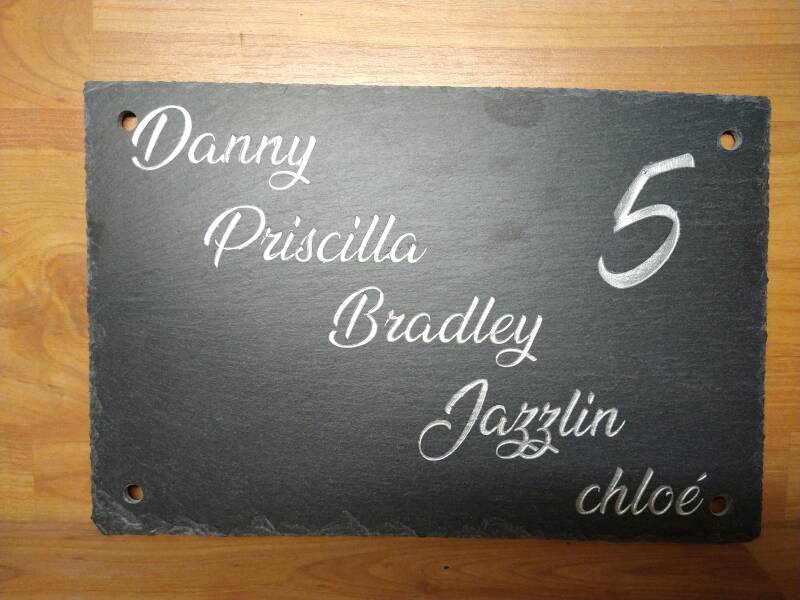 Danny
5
Priscilla
Bradley
Jazzlin
chloé